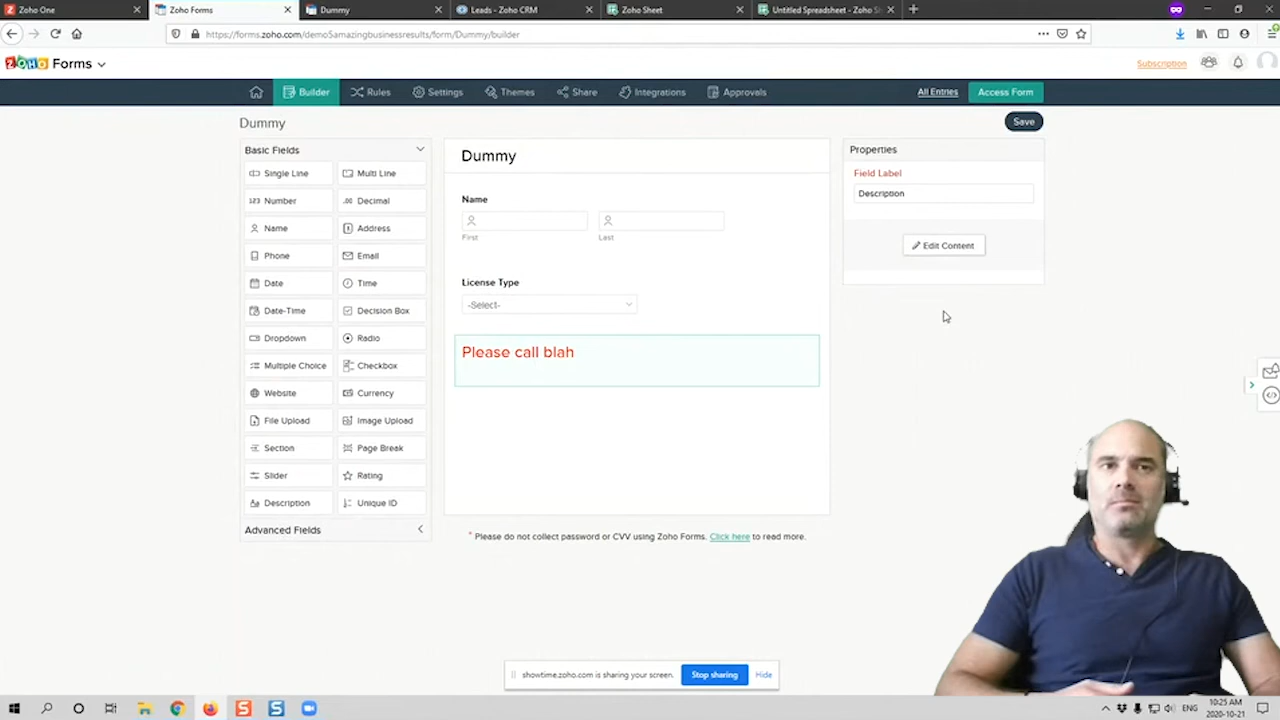 Zoho One
Zoho Forms
Dummy
Leads - Zoho CRM
Zoho Sheet
Untitled Spreadsheet - Zoho Sh
https://forms.zoho.com/demo5amazingbusinessresults/form/Dummy/builder
ZOHO Forms
Subscription
Builder
Rules
Settings
Themes
Share
Integrations
Approvals
All Entries
Access Form
Dummy
Save
Basic Fields
Single Line
Multi Line
Number
Decimal
Name
Address
Phone
Email
Date
Time
Date-Time
Decision Box
Dropdown
Radio
Multiple Choice
Checkbox
Website
Currency
File Upload
Image Upload
Section
Page Break
Slider
Rating
Description
Unique ID
Advanced Fields
Dummy
Name
First
Last
License Type
-Select-
Please call blah
* Please do not collect password or CVV using Zoho Forms. Click here to read more.
Properties
Field Label
Description
Edit Content
showtime.zoho.com is sharing your screen.
Stop sharing
Hide
ENG
10:25 AM
2020-10-21